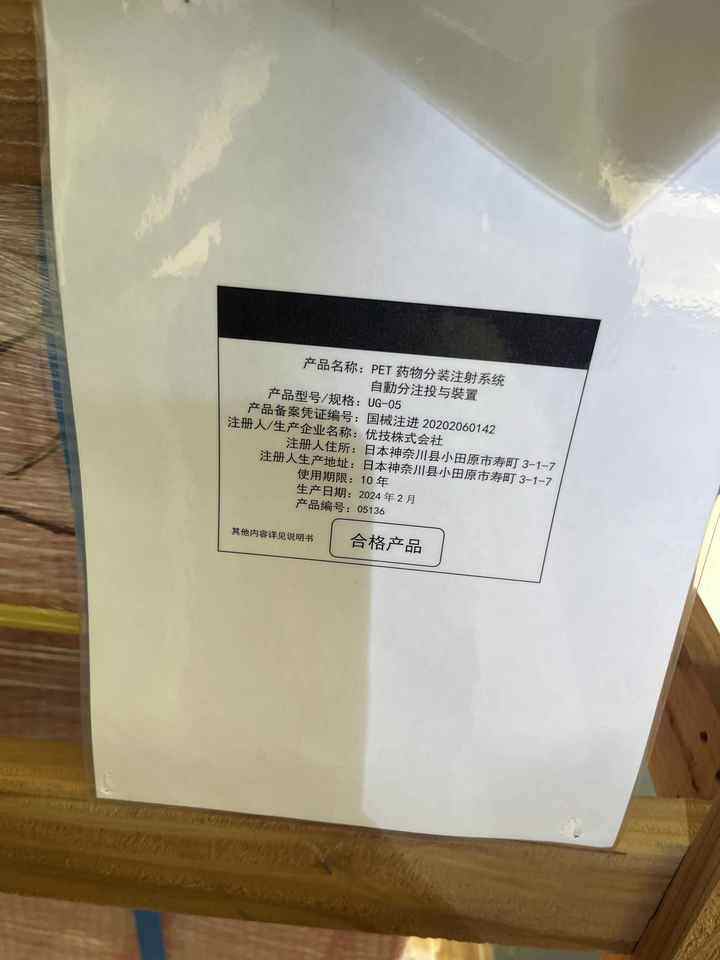 产品名称：PET 药物分装注射系统
自動分注投与裝置
产品型号/规格：UG-05
产品备案凭证编号：国械注进 20202060142
注册人/生产企业名称：优技株式会社
注册人住所：日本神奈川县小田原市寿町 3-1-7
注册人生产地址：日本神奈川县小田原市寿町 3-1-7
使用期限：10 年
生产日期：2024 年 2 月
产品编号：05136
其他内容详见说明书
合格产品